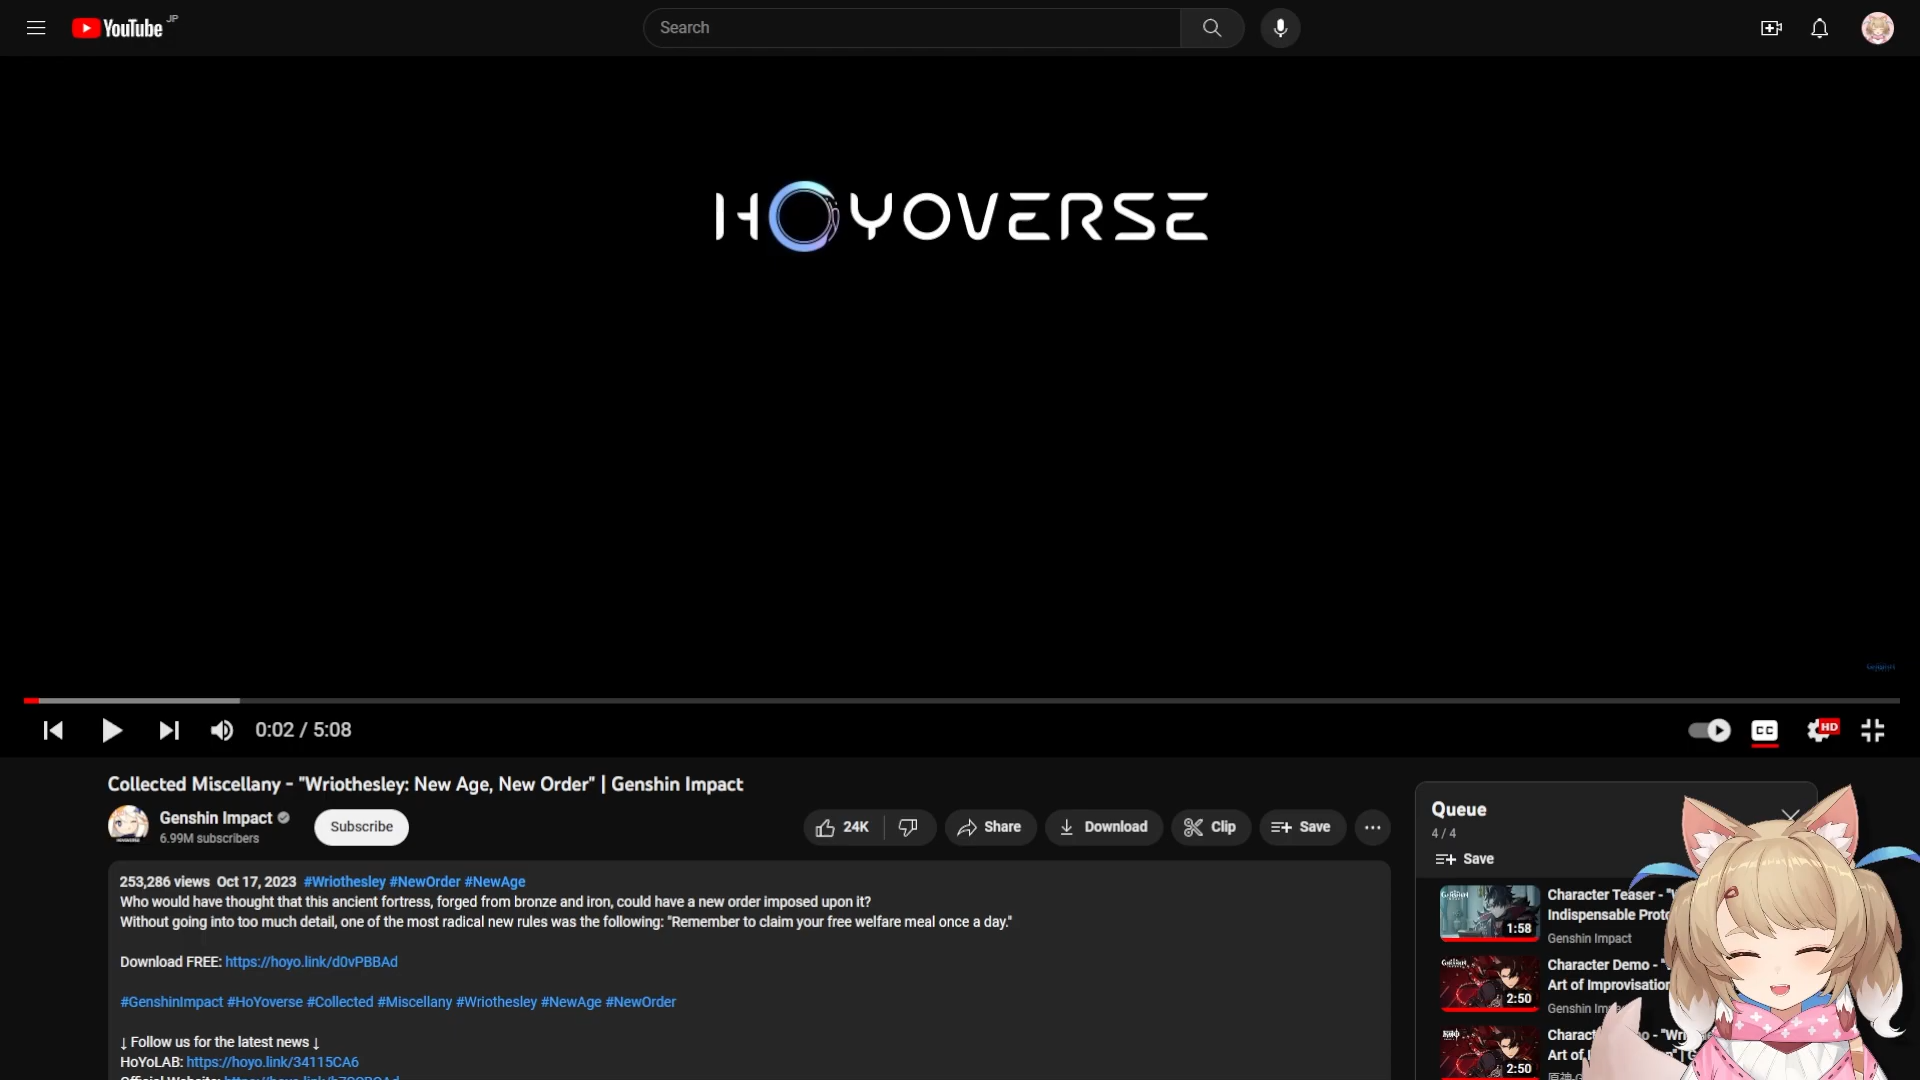 YouTube JP
Search
HOYOVERSE
0:02 / 5:08
CC
HD
Collected Miscellany - "Wriothesley: New Age, New Order" | Genshin Impact
Genshin Impact
6.99M subscribers
Subscribe
24K
Share
Download
Clip
Save
253,286 views Oct 17, 2023 #Wriothesley #NewOrder #NewAge
Who would have thought that this ancient fortress, forged from bronze and iron, could have a new order imposed upon it?
Without going into too much detail, one of the most radical new rules was the following: "Remember to claim your free welfare meal once a day."
Download FREE: https://hoyo.link/d0vPBBAd
#GenshinImpact #HoYoverse #Collected #Miscellany #Wriothesley #NewAge #NewOrder
↓ Follow us for the latest news ↓
HoYoLAB: https://hoyo.link/34115CA6
Queue
4 / 4
Save
Character Teaser - "
Indispensable
1:58
Genshin Impact
Character Demo - "
Art of Improvisation
2:50
Genshin
Art of
2:50